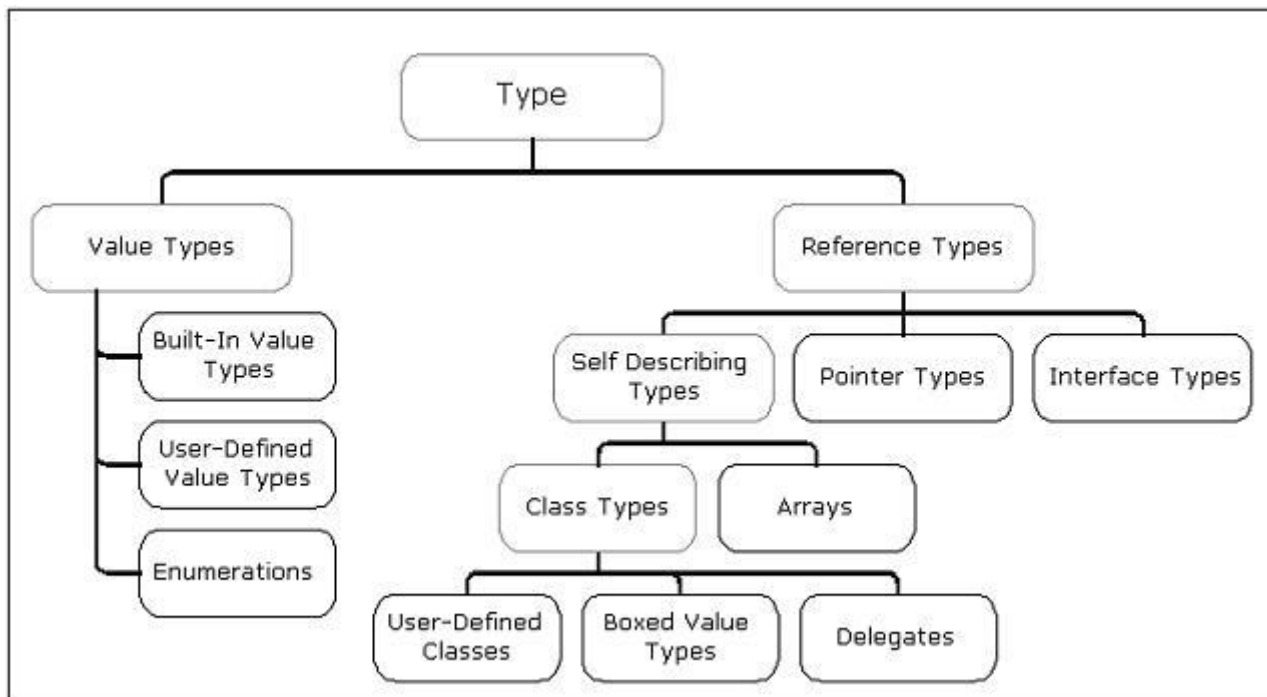 Type
Value Types
Reference Types
Built-In Value
Types
User-Defined
Value Types
Enumerations
Self Describing
Types
Pointer Types
Interface Types
Class Types
Arrays
User-Defined
Classes
Boxed Value
Types
Delegates